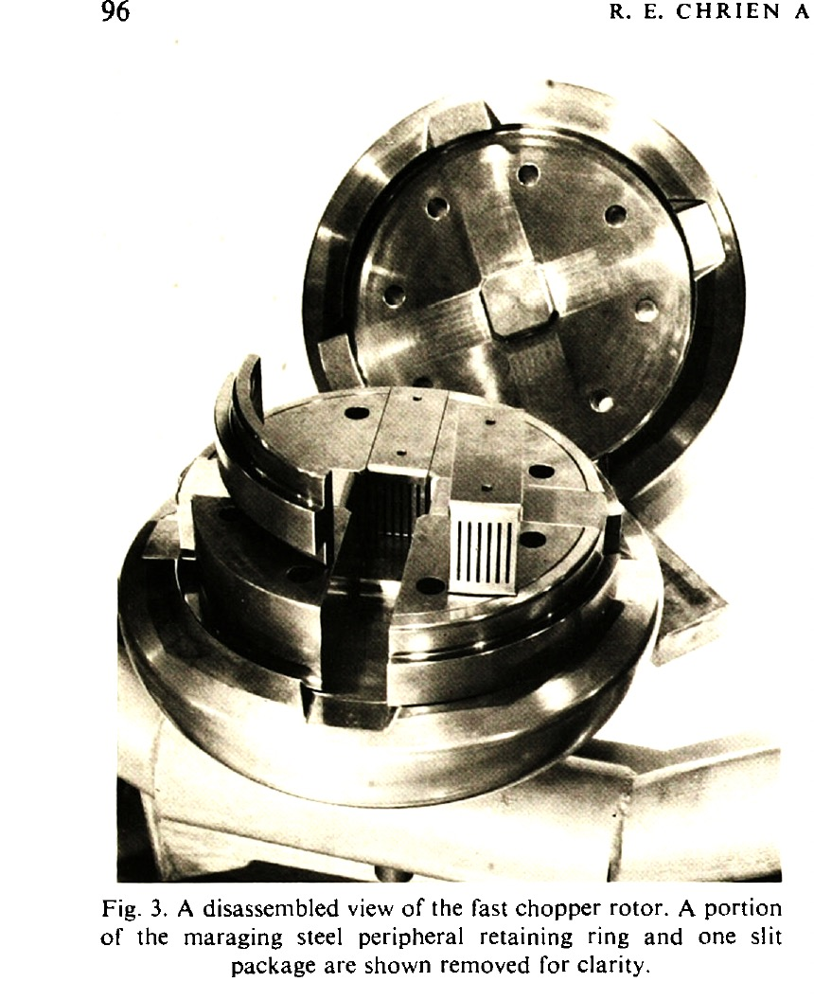 96
R. E. CHRIEN A
Fig. 3. A disassembled view of the fast chopper rotor. A portion
of the maraging steel peripheral retaining ring and one slit
package are shown removed for clarity.